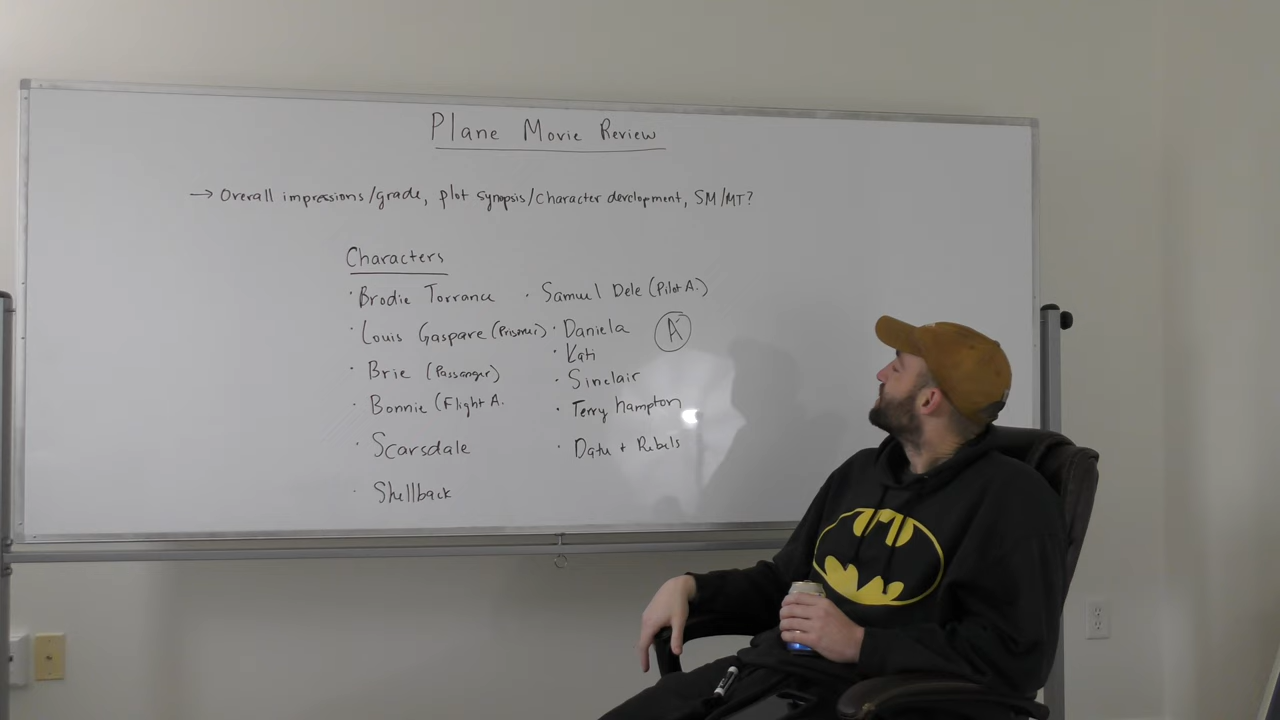 Plane Movie Review
→ Overall impressions/grade, plot synopsis/character development, SM/MT?
Characters
· Brodie Torrance
· Louis Gaspare (Prisoner)
· Brie (Passanger)
· Bonnie (Flight A.
· Scarsdale
· Shellback
· Samuel Dele (Pilot A.)
· Daniela
· Kati
· Sinclair
· Terry Hampton
· Datu + Rebels
A-